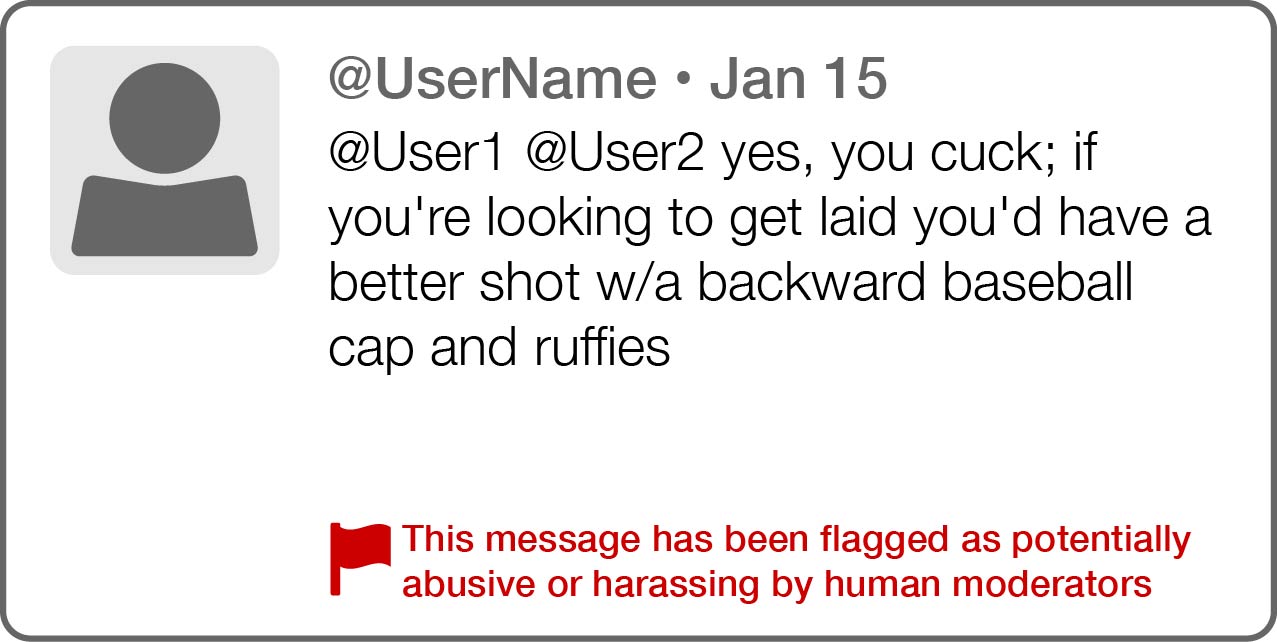 @UserName • Jan 15
@User1 @User2 yes, you cuck; if
you're looking to get laid you'd have a
better shot w/a backward baseball
cap and ruffies
This message has been flagged as potentially
abusive or harassing by human moderators